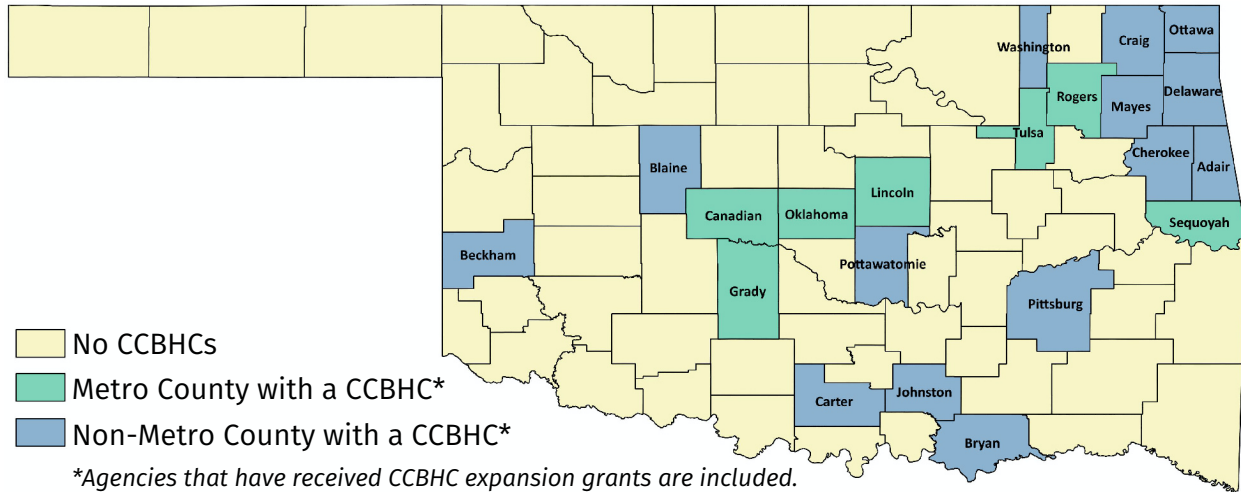 Ottawa
Craig
Washington
Delaware
Rogers
Mayes
Tulsa
Cherokee
Blaine
Adair
Lincoln
Canadian
Oklahoma
Sequoyah
Beckham
Pottawatomie
Grady
Pittsburg
No CCBHCs
Metro County with a CCBHC*
Johnston
Carter
Non-Metro County with a CCBHC*
Bryan
*Agencies that have received CCBHC expansion grants are included.